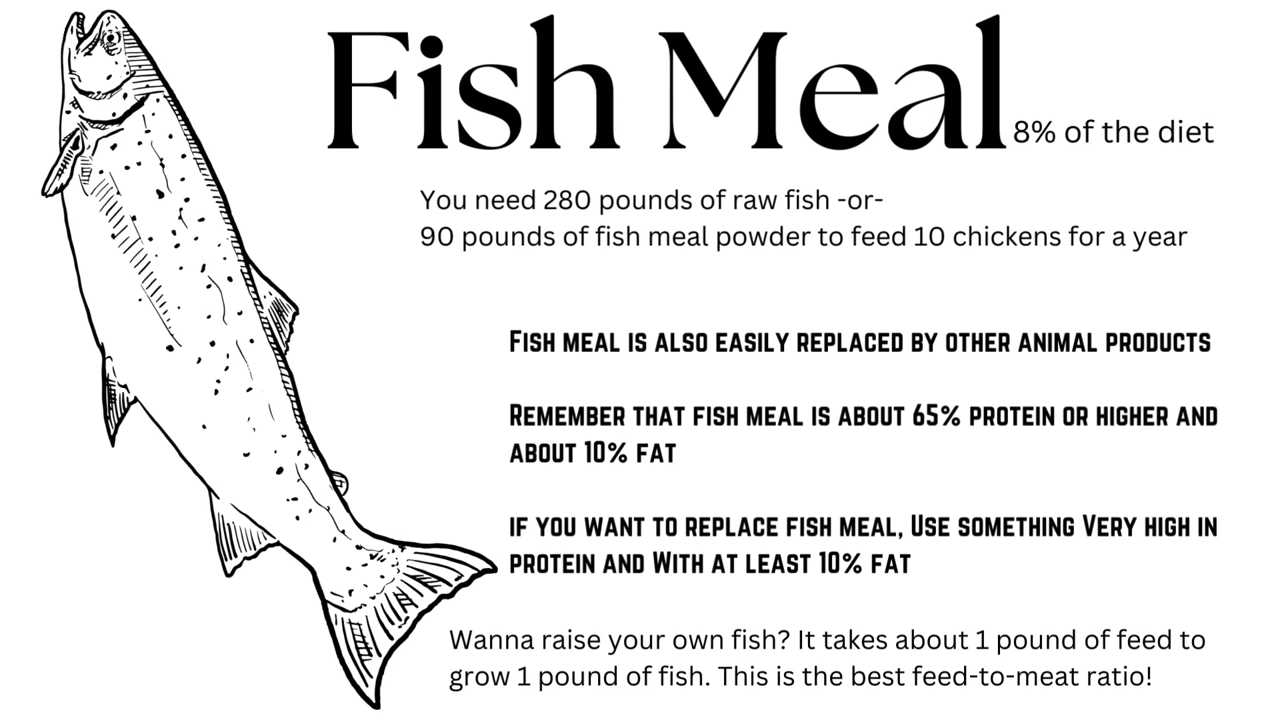 Fish Meal 8% of the diet
You need 280 pounds of raw fish -or-
90 pounds of fish meal powder to feed 10 chickens for a year
Fish meal is also easily replaced by other animal products
Remember that fish meal is about 65% protein or higher and
about 10% fat
if you want to replace fish meal, Use something Very high in
protein and With at least 10% fat
Wanna raise your own fish? It takes about 1 pound of feed to
grow 1 pound of fish. This is the best feed-to-meat ratio!